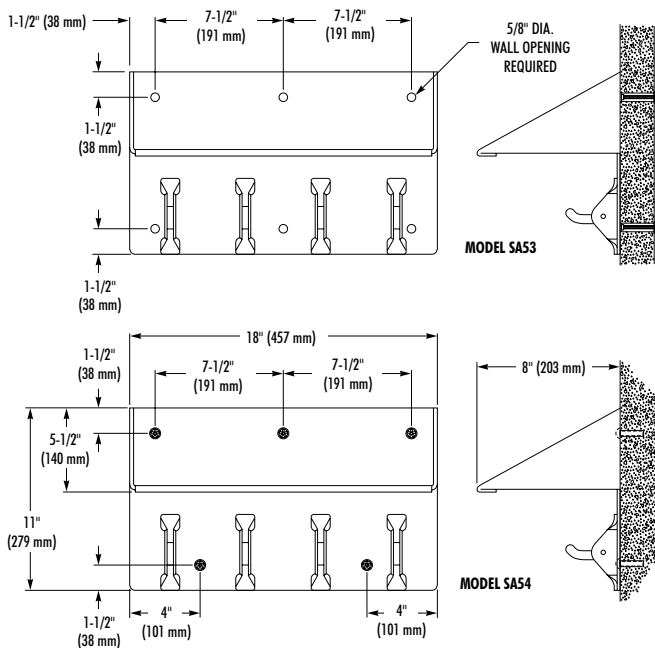 1-1/2" (38 mm)
7-1/2"
(191 mm)
7-1/2"
(191 mm)
5/8" DIA.
WALL OPENING
REQUIRED
1-1/2"
(38 mm)
1-1/2"
(38 mm)
MODEL SA53
18" (457 mm)
1-1/2"
(38 mm)
7-1/2"
(191 mm)
7-1/2"
(191 mm)
8" (203 mm)
5-1/2"
(140 mm)
11"
(279 mm)
MODEL SA54
1-1/2"
(38 mm)
4"
(101 mm)
4"
(101 mm)